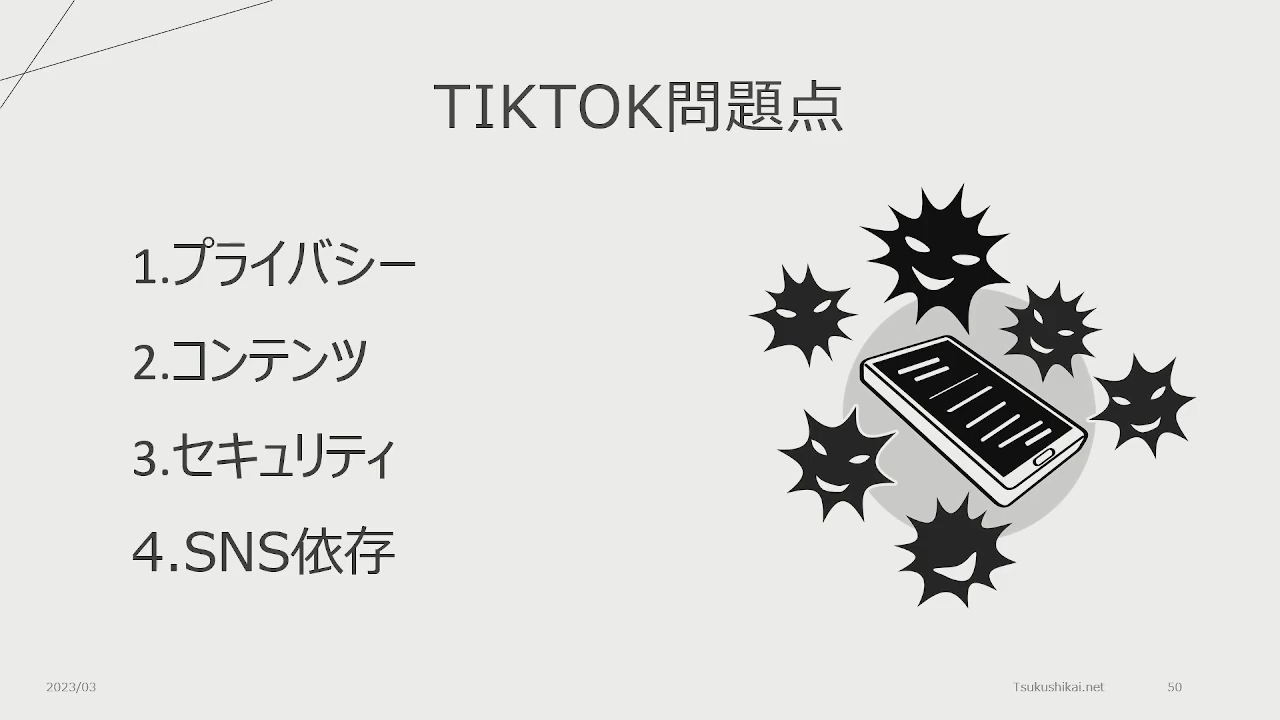 TIKTOK問題点
1.プライバシー
2.コンテンツ
3.セキュリティ
４.SNS依存
2023/03
Tsukushikai.net
50